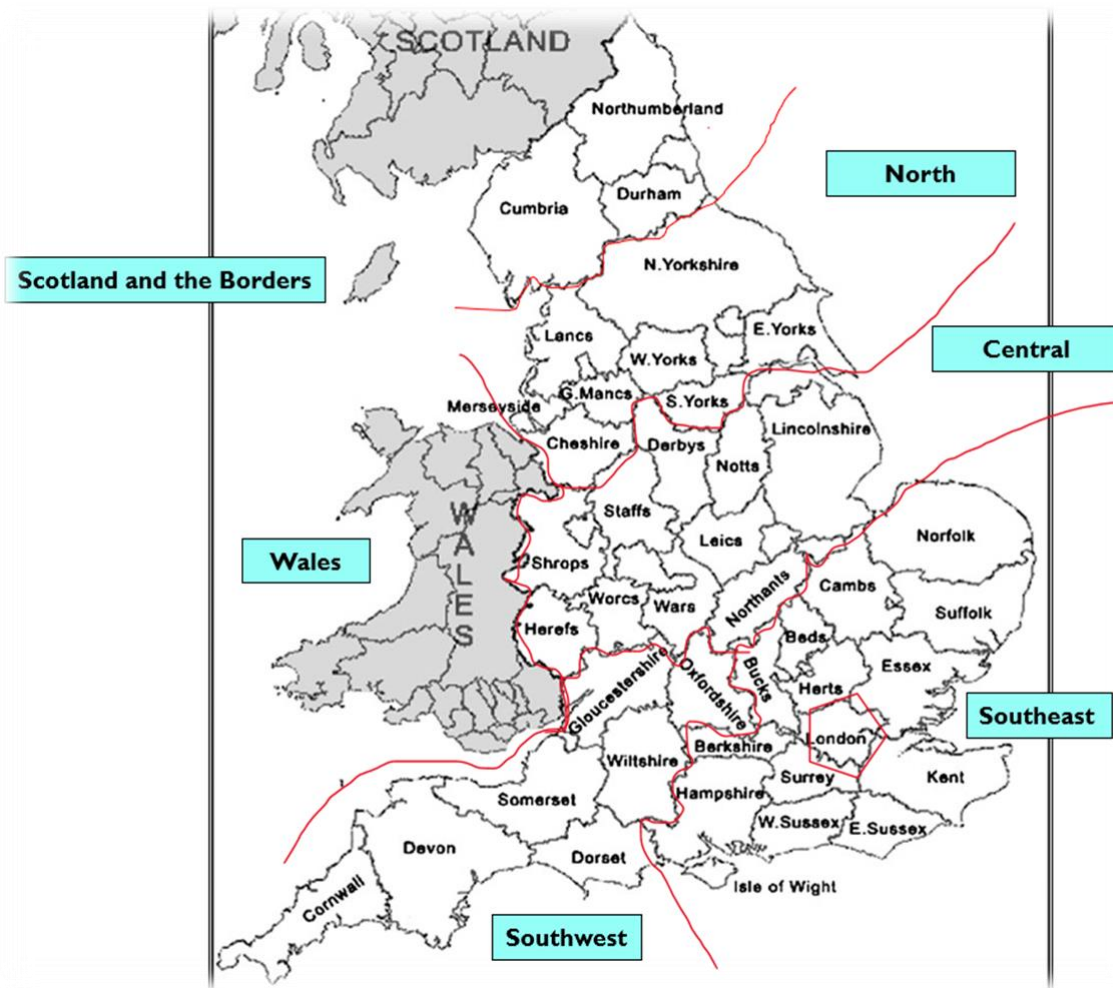 SCOTLAND
Northumberland
North
Durham
Cumbria
N.Yorkshire
Scotland and the Borders
E.Yorks
Lancs
Central
W.Yorks
G.Mancs
S.Yorks
Merseyside
Lincolnshire
Cheshire
Derbys
Notts
Staffs
WALES
Norfolk
Leics
Wales
Shrops
Northants
Cambs
Worcs
Wars
Suffolk
Herefs
Beds
Essex
Gloucestershire
Oxfordshire
Bucks
Herts
Southeast
London
Berkshire
Wiltshire
Kent
Surrey
Hampshire
Somerset
W.Sussex
E.Sussex
Devon
Dorset
Isle of Wight
Cornwall
Southwest